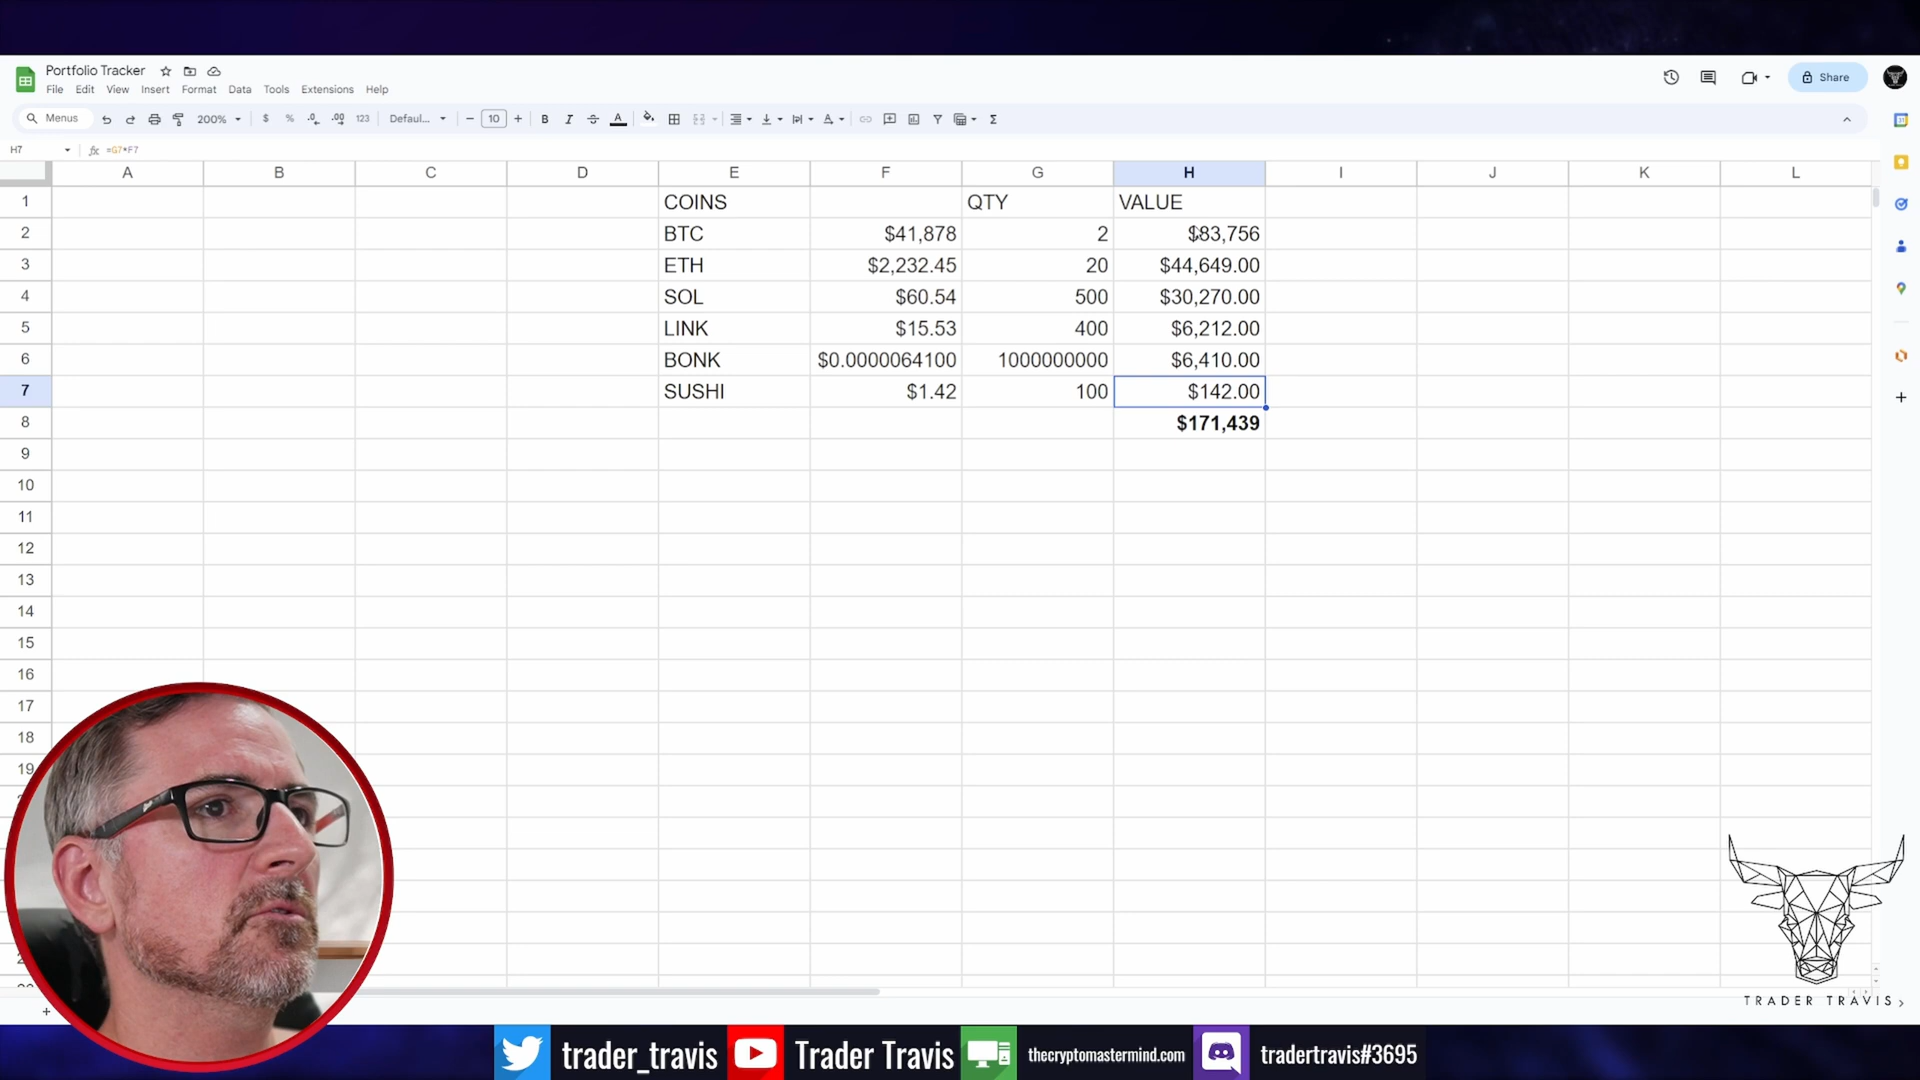 Portfolio Tracker
File Edit View Insert Format Data Tools Extensions Help
Share
Menus 200% $ % .0 .00 123 Defaul... 10 B I A Σ
H7 fx =G7*F7
A B C D E F G H I J K L
1 COINS QTY VALUE
2 BTC $41,878 2 $83,756
3 ETH $2,232.45 20 $44,649.00
4 SOL $60.54 500 $30,270.00
5 LINK $15.53 400 $6,212.00
6 BONK $0.0000064100 1000000000 $6,410.00
7 SUSHI $1.42 100 $142.00
8 $171,439
9
10
11
12
13
14
15
16
17
18
19
TRADER TRAVIS
trader_travis Trader Travis thecryptomastermind.com tradertravis#3695